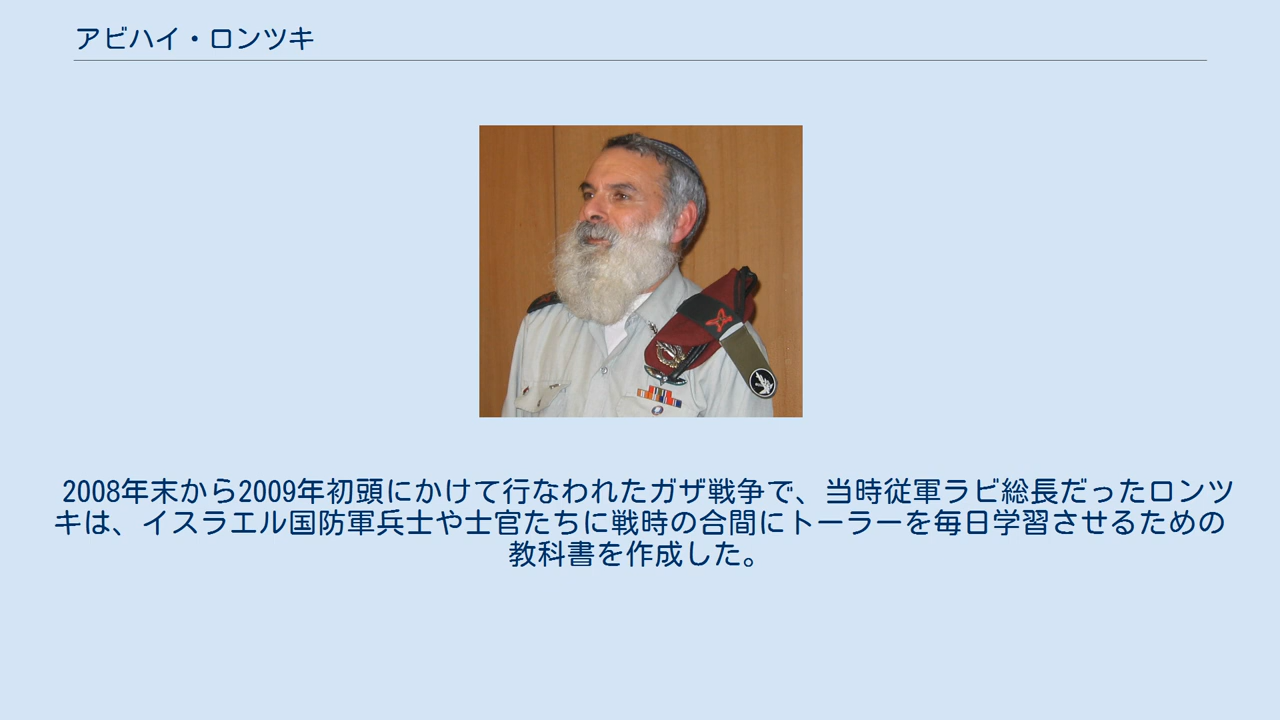 アビハイ・ロンツキ
2008年末から2009年初頭にかけて行なわれたガザ戦争で、当時従軍ラビ総長だったロンツ
キは、イスラエル国防軍兵士や士官たちに戦時の合間にトーラーを毎日学習させるための
教科書を作成した。